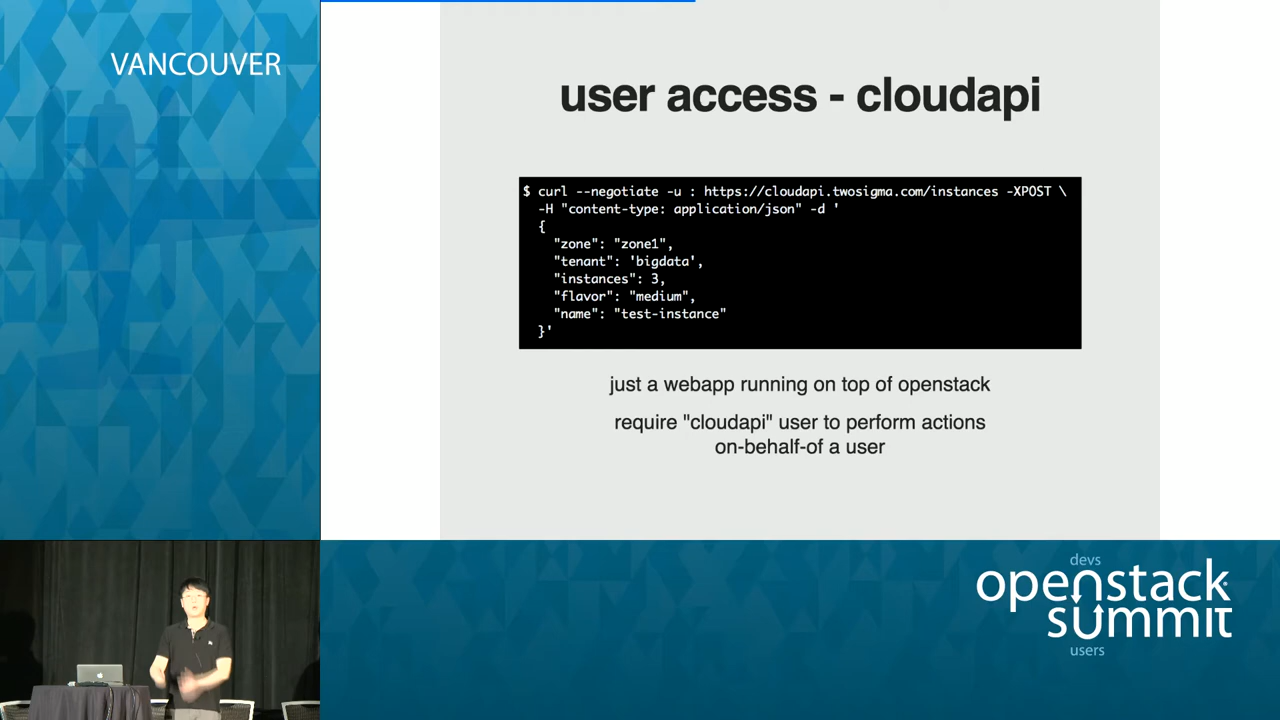 VANCOUVER
user access - cloudapi
$ curl --negotiate -u : https://cloudapi.twosigma.com/instances -XPOST \
-H "content-type: application/json" -d '
{
"zone": "zone1",
"tenant": 'bigdata',
"instances": 3,
"flavor": "medium",
"name": "test-instance"
}'
just a webapp running on top of openstack
require "cloudapi" user to perform actions
on-behalf-of a user
devs
openstack
summit
users